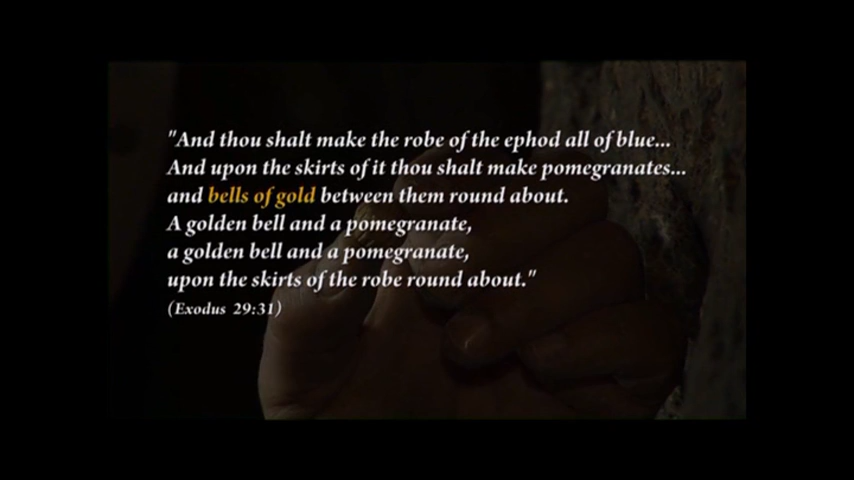 "And thou shalt make the robe of the ephod all of blue...
And upon the skirts of it thou shalt make pomegranates...
and bells of gold between them round about.
A golden bell and a pomegranate,
a golden bell and a pomegranate,
upon the skirts of the robe round about."
(Exodus 29:31)